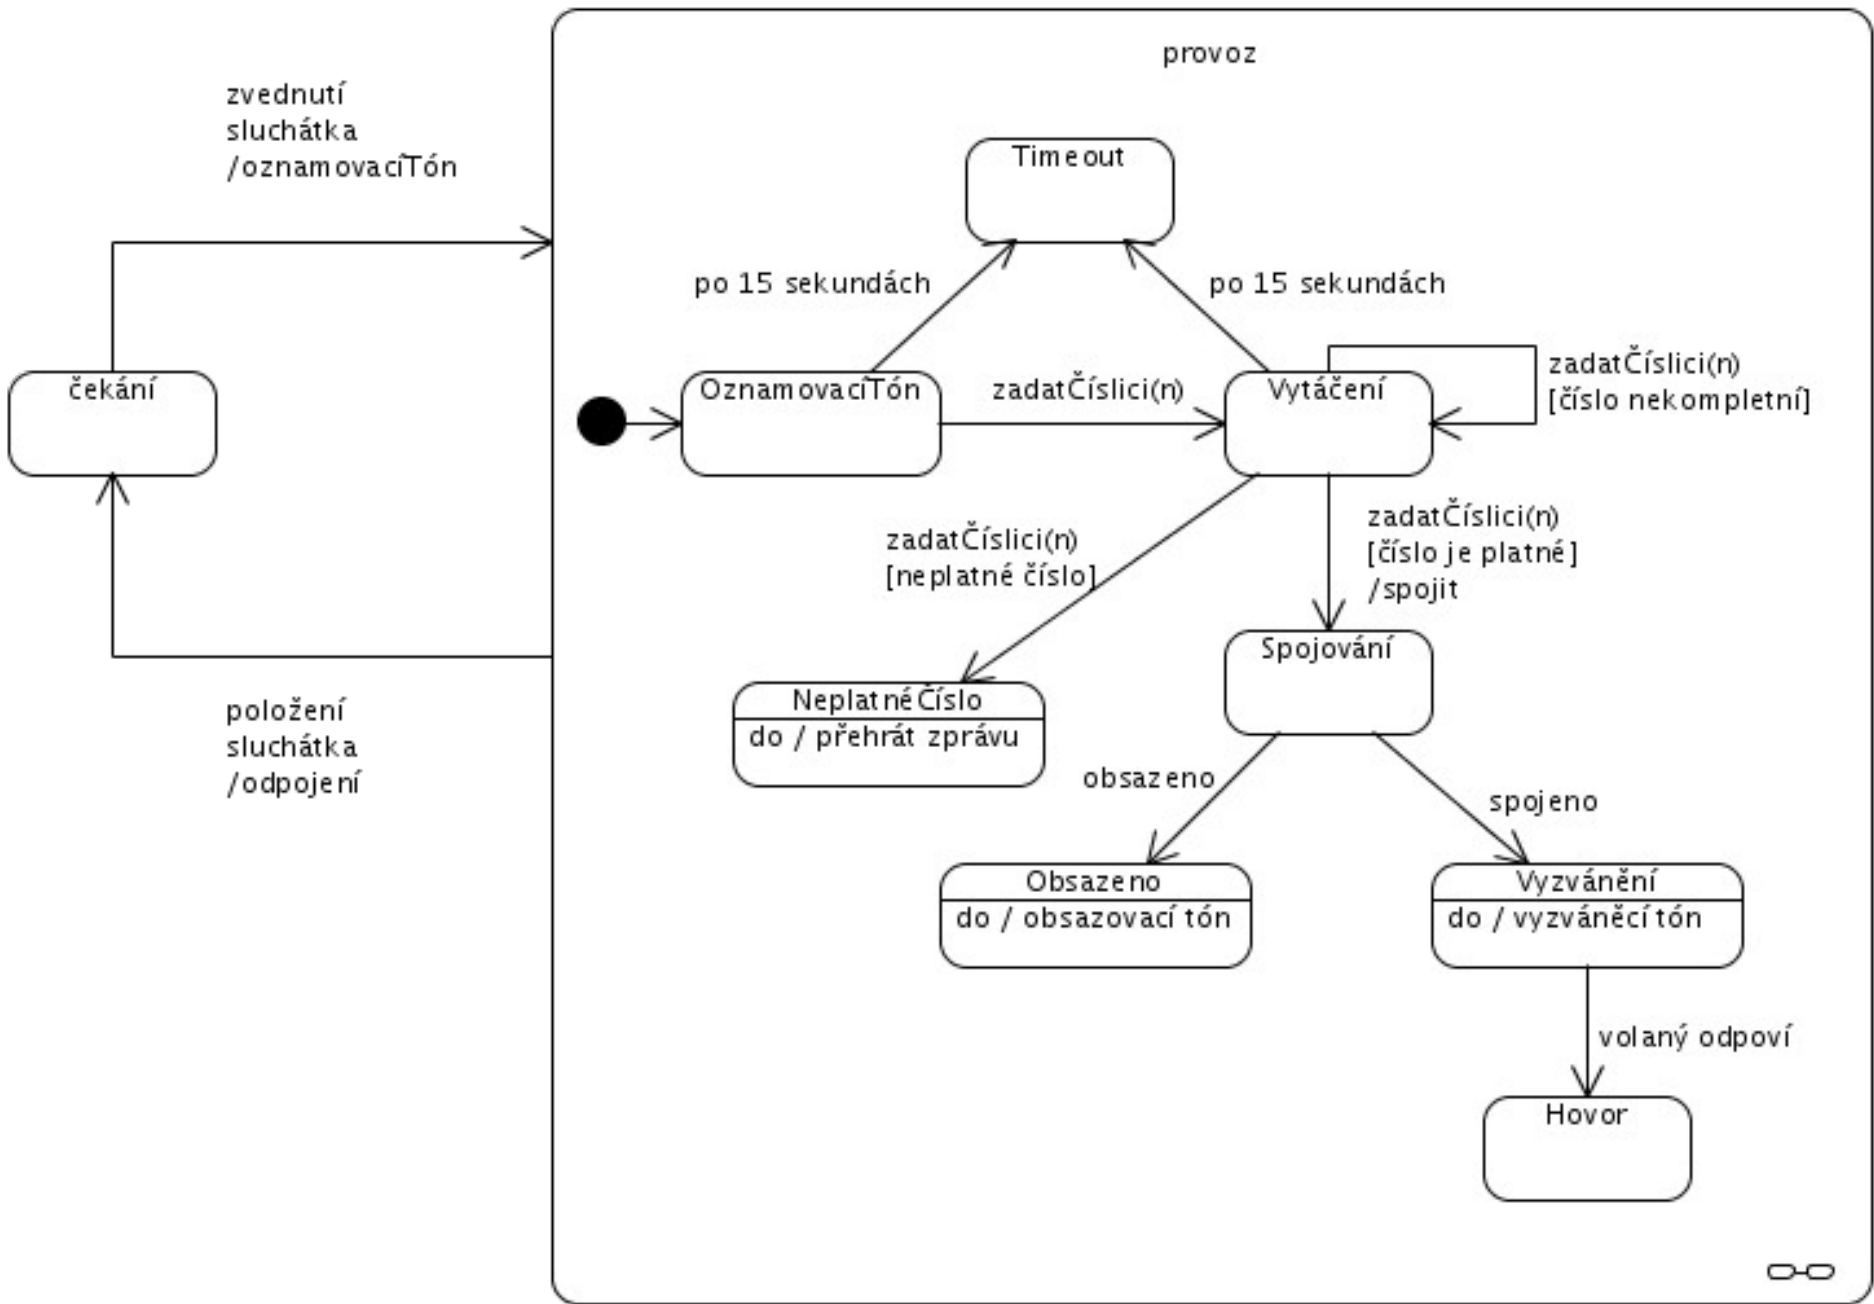 provoz
zvednutí
sluchátka
/oznamovacíTón
Timeout
po 15 sekundách
po 15 sekundách
čekání
OznamovacíTón
zadatČíslici(n)
Vytáčení
zadatČíslici(n)
[číslo nekompletní]
zadatČíslici(n)
[neplatné číslo]
zadatČíslici(n)
[číslo je platné]
/spojit
Spojování
položení
sluchátka
/odpojení
NeplatnéČíslo
do / přehrát zprávu
obsazeno
spojeno
Obsazeno
do / obsazovací tón
Vyzvánění
do / vyzváněcí tón
volaný odpoví
Hovor